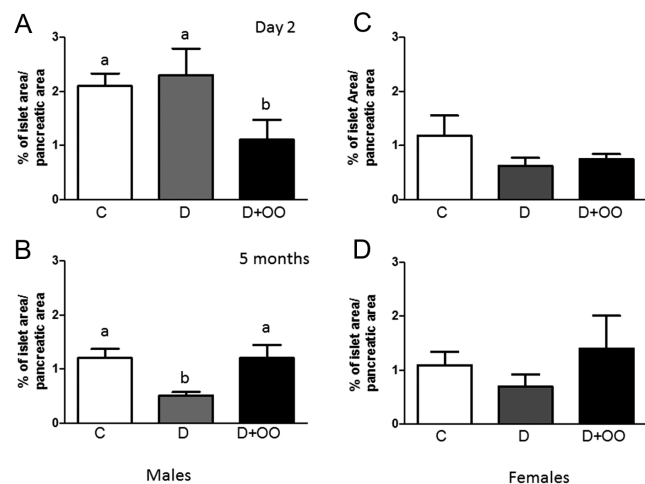 A
Day 2
% of islet area/
pancreatic area
3
2
1
0
a
a
b
C
D
D+OO
C
% of islet Area/
pancreatic area
3
2
1
0
C
D
D+OO
B
5 months
% of islet area/
pancreatic area
3
2
1
0
a
b
a
C
D
D+OO
Males
D
% of islet area/
pancreatic area
3
2
1
0
C
D
D+OO
Females